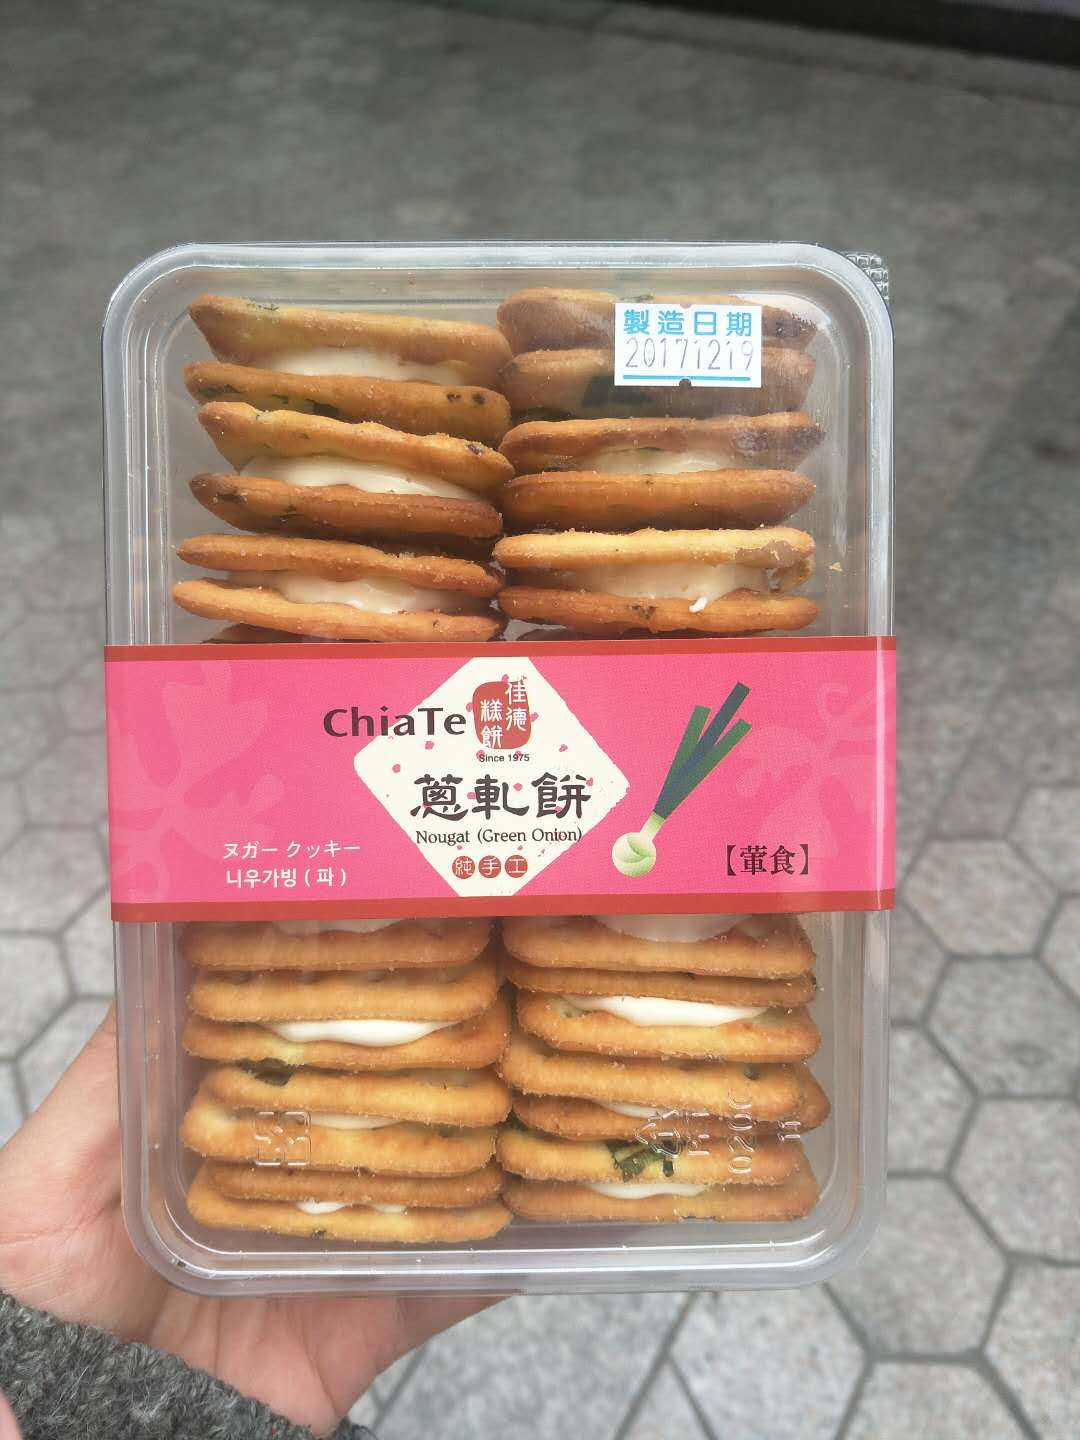 製造日期
20171219
ChiaTe
佳德
糕餅
Since 1975
蔥軋餅
Nougat (Green Onion)
純手工
ヌガー クッキー
니우가빙 ( 파 )
【葷食】